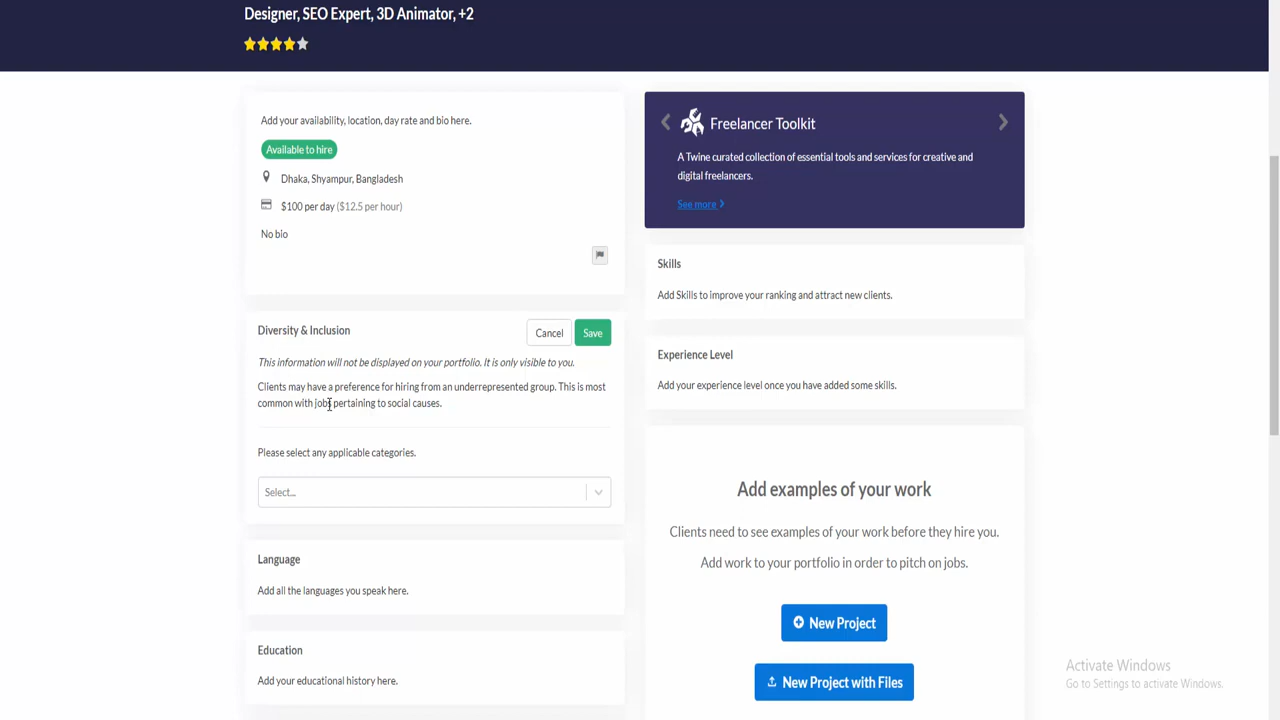 Designer, SEO Expert, 3D Animator, +2
Add your availability, location, day rate and bio here.
Available to hire
Dhaka, Shyampur, Bangladesh
$100 per day ($12.5 per hour)
No bio
Diversity & Inclusion
Cancel
Save
This information will not be displayed on your portfolio. It is only visible to you.
Clients may have a preference for hiring from an underrepresented group. This is most
common with jobs pertaining to social causes.
Please select any applicable categories.
Select...
Language
Add all the languages you speak here.
Education
Add your educational history here.
Freelancer Toolkit
A Twine curated collection of essential tools and services for creative and
digital freelancers.
See more
Skills
Add Skills to improve your ranking and attract new clients.
Experience Level
Add your experience level once you have added some skills.
Add examples of your work
Clients need to see examples of your work before they hire you.
Add work to your portfolio in order to pitch on jobs.
New Project
New Project with Files
Activate Windows
Go to Settings to activate Windows.